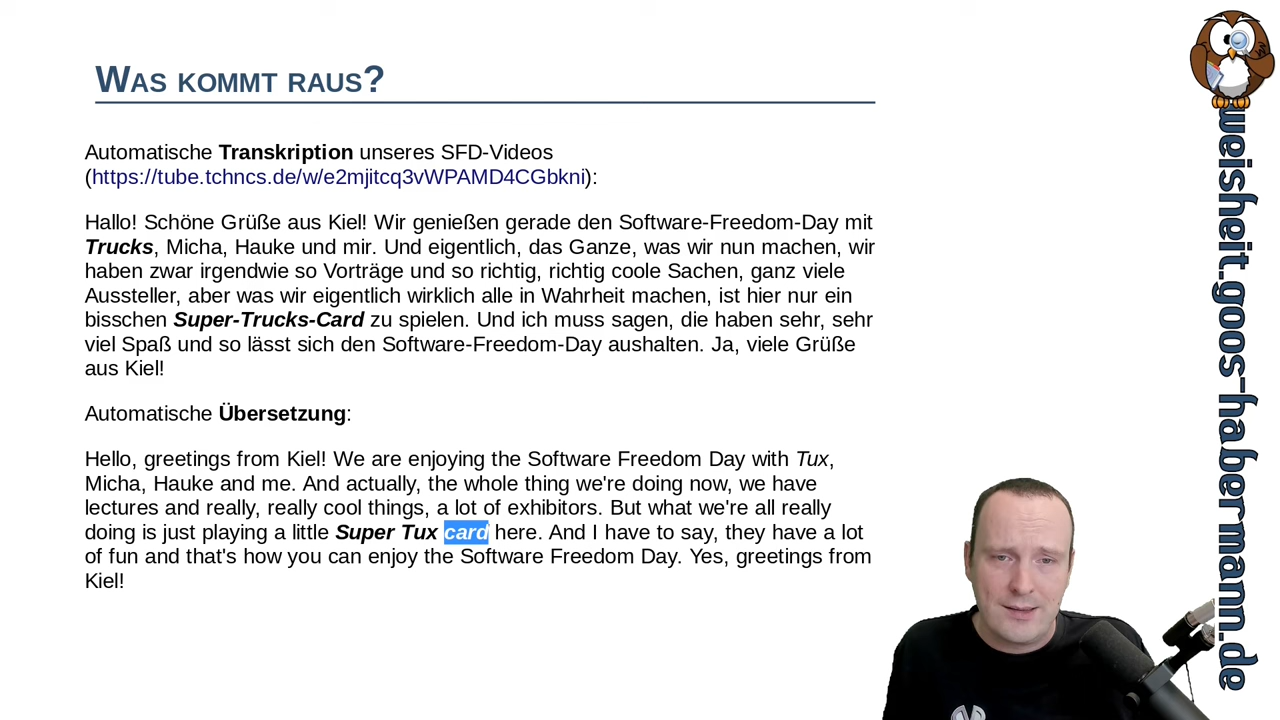 Was kommt raus?
Automatische Transkription unseres SFD-Videos
(https://tube.tchncs.de/w/e2mjitcq3vWPAMD4CGbkni):
Hallo! Schöne Grüße aus Kiel! Wir genießen gerade den Software-Freedom-Day mit
Trucks, Micha, Hauke und mir. Und eigentlich, das Ganze, was wir nun machen, wir
haben zwar irgendwie so Vorträge und so richtig, richtig coole Sachen, ganz viele
Aussteller, aber was wir eigentlich wirklich alle in Wahrheit machen, ist hier nur ein
bisschen Super-Trucks-Card zu spielen. Und ich muss sagen, die haben sehr, sehr
viel Spaß und so lässt sich den Software-Freedom-Day aushalten. Ja, viele Grüße
aus Kiel!
Automatische Übersetzung:
Hello, greetings from Kiel! We are enjoying the Software Freedom Day with Tux,
Micha, Hauke and me. And actually, the whole thing we're doing now, we have
lectures and really, really cool things, a lot of exhibitors. But what we're all really
doing is just playing a little Super Tux card here. And I have to say, they have a lot
of fun and that's how you can enjoy the Software Freedom Day. Yes, greetings from
Kiel!
weisheit.goos-habermann.de